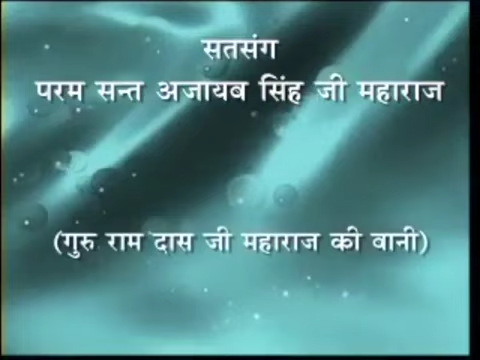 सतसंग
परम सन्त अजायब सिंह जी महाराज
(गुरु राम दास जी महाराज की वानी)